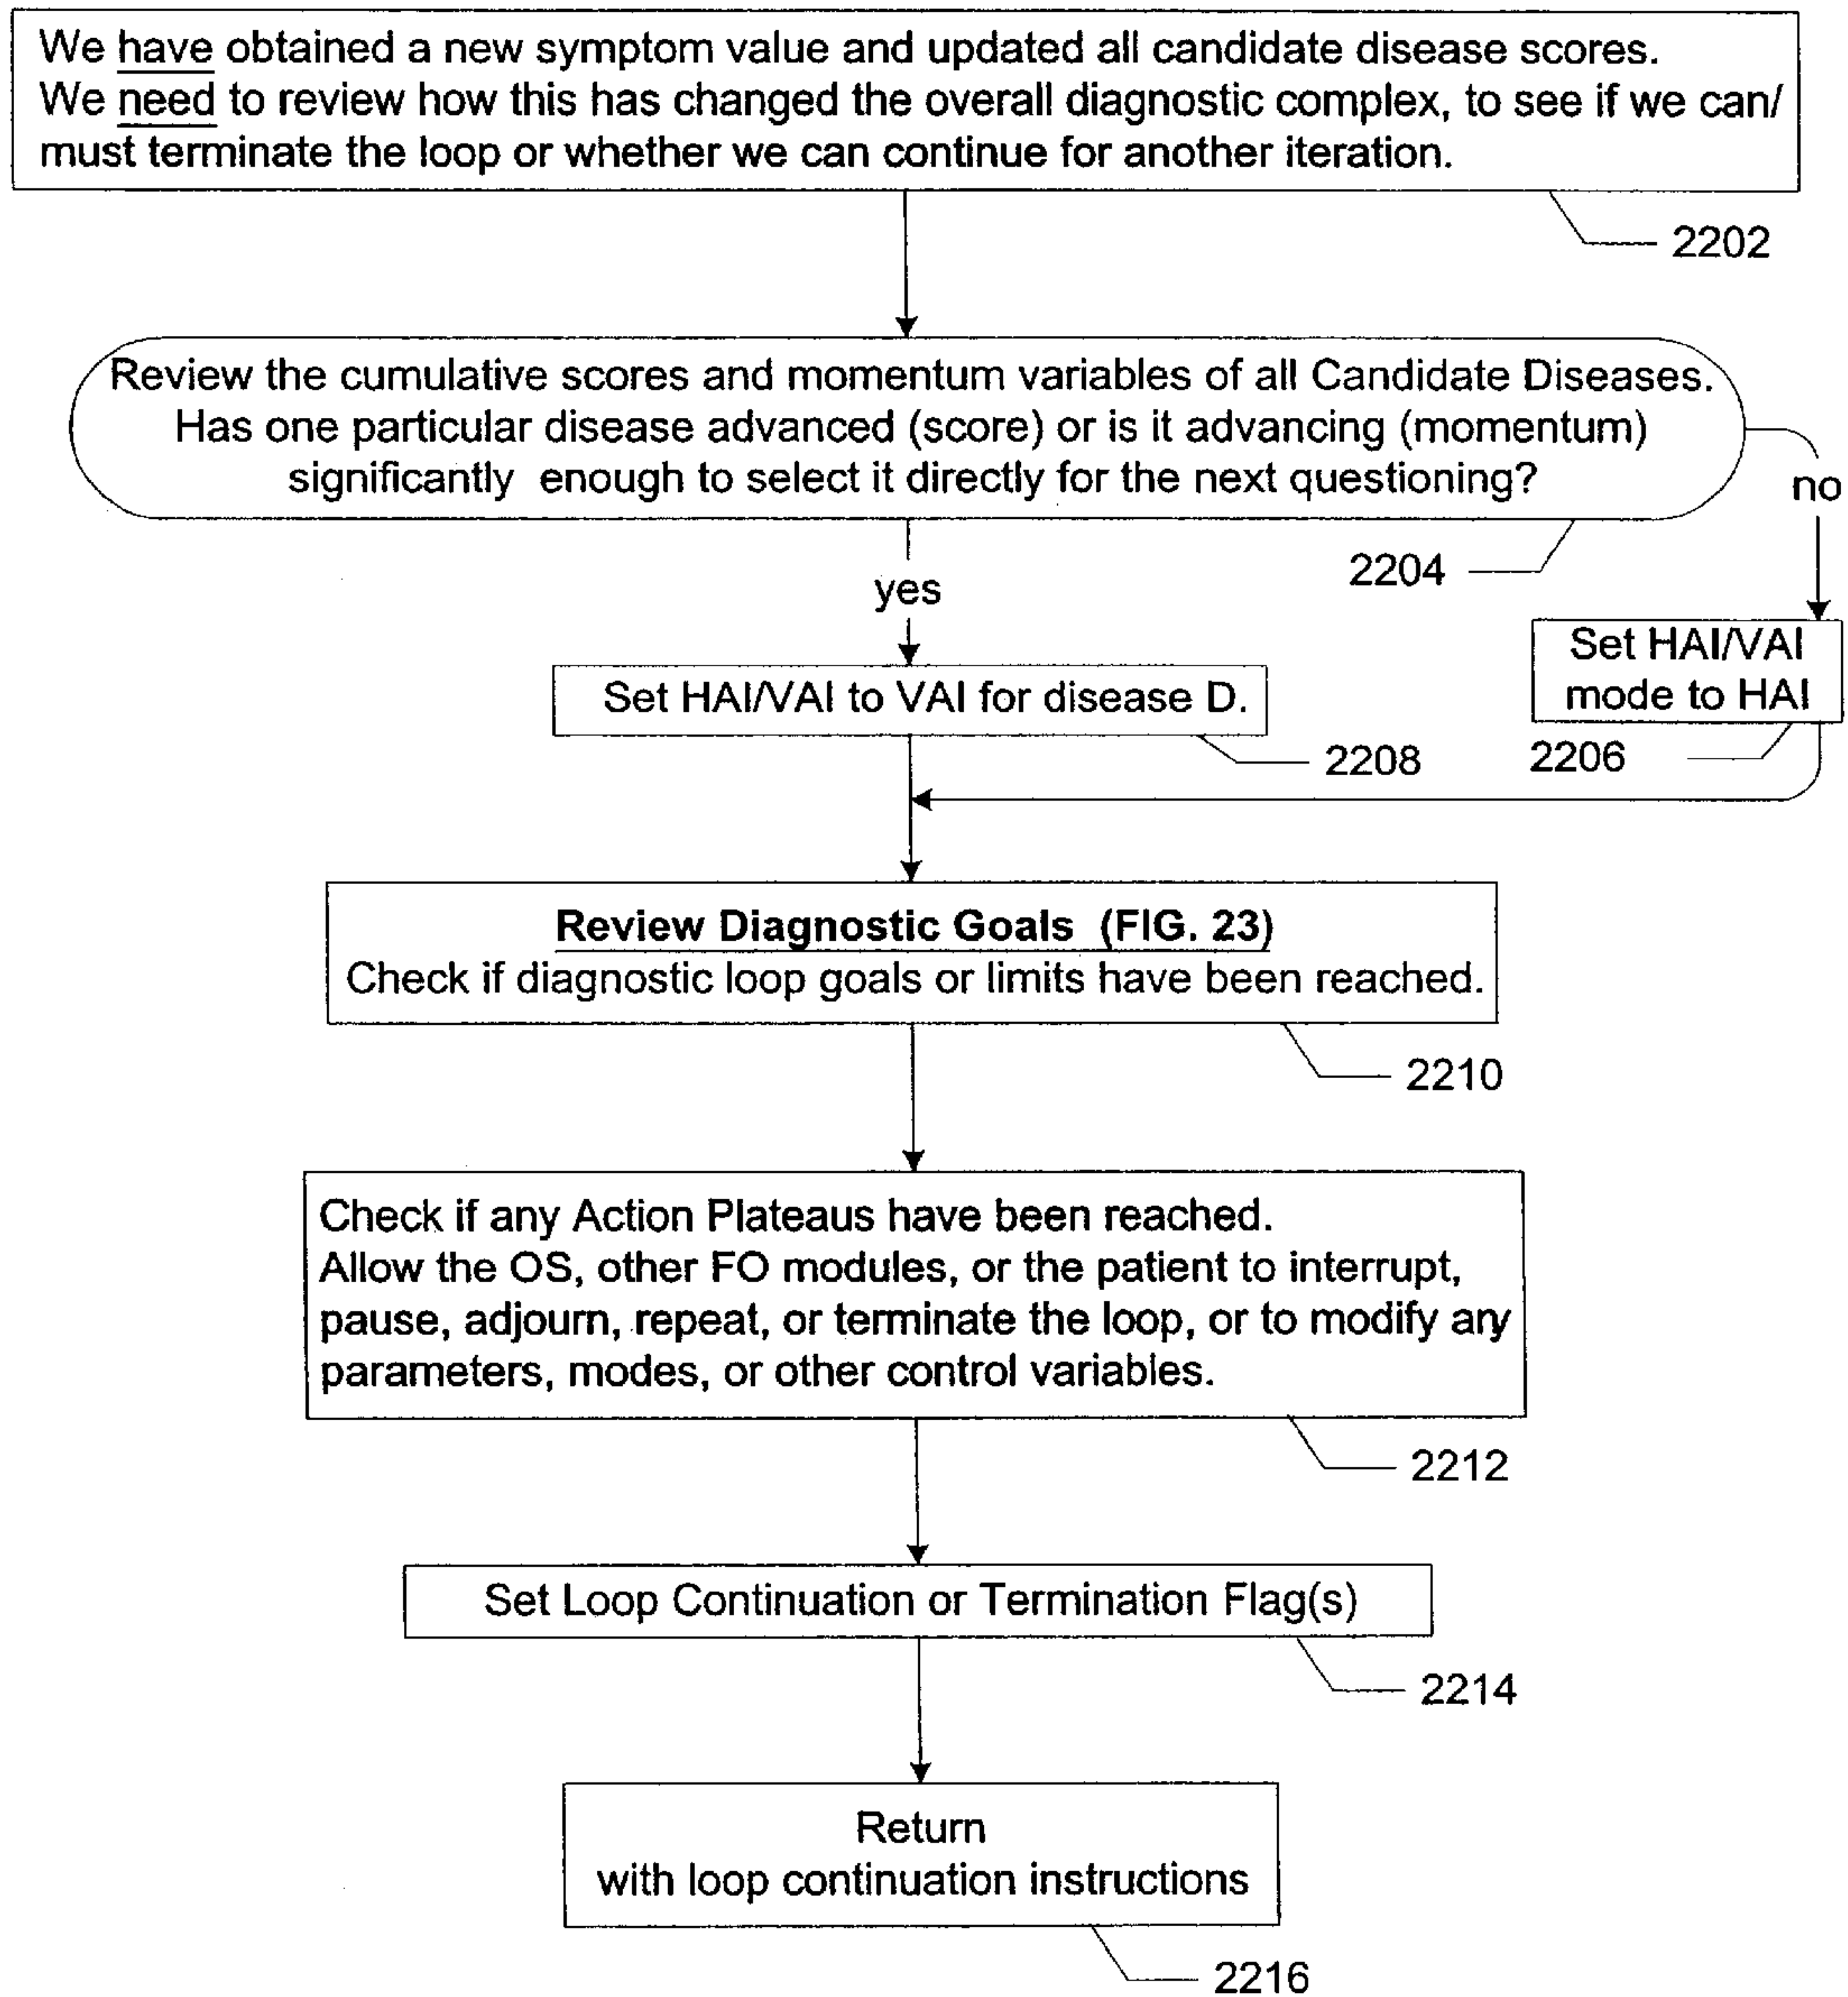 We have obtained a new symptom value and updated all candidate disease scores.
We need to review how this has changed the overall diagnostic complex, to see if we can/
must terminate the loop or whether we can continue for another iteration.
2202
Review the cumulative scores and momentum variables of all Candidate Diseases.
Has one particular disease advanced (score) or is it advancing (momentum)
significantly enough to select it directly for the next questioning?
no
2204
yes
Set HAI/VAI
mode to HAI
Set HAI/VAI to VAI for disease D.
2208
2206
Review Diagnostic Goals (FIG. 23)
Check if diagnostic loop goals or limits have been reached.
2210
Check if any Action Plateaus have been reached.
Allow the OS, other FO modules, or the patient to interrupt,
pause, adjourn, repeat, or terminate the loop, or to modify any
parameters, modes, or other control variables.
2212
Set Loop Continuation or Termination Flag(s)
2214
Return
with loop continuation instructions
2216